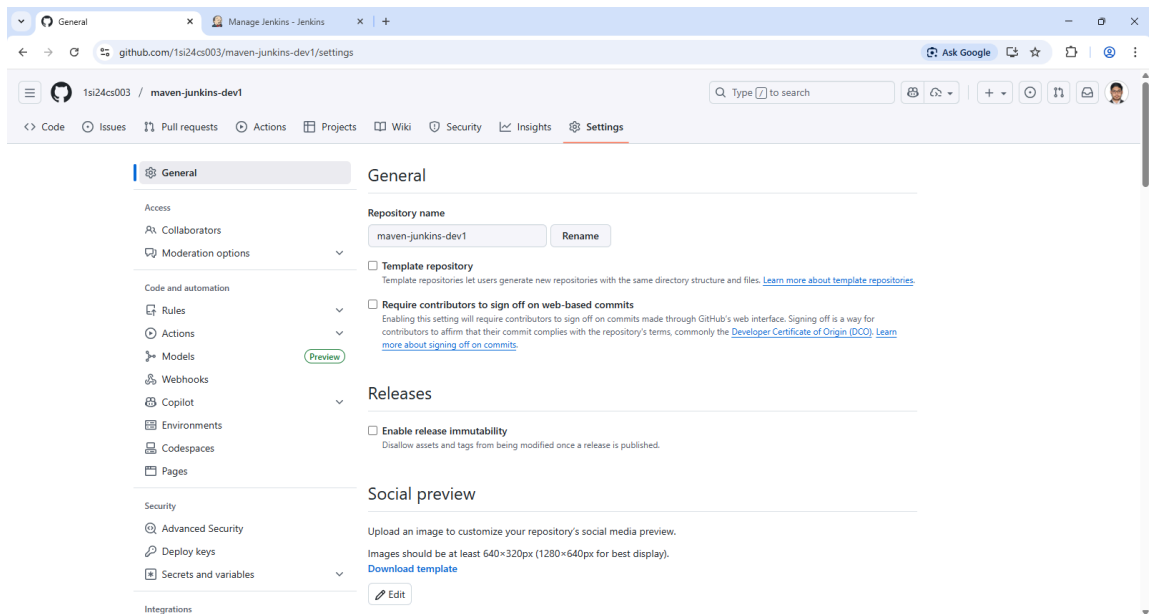 General
Manage Jenkins - Jenkins
github.com/1si24cs003/maven-junkins-dev1/settings
Ask Google
1si24cs003 / maven-junkins-dev1
Type / to search
Code Issues Pull requests Actions Projects Wiki Security Insights Settings
General
Access
Collaborators
Moderation options
Code and automation
Rules
Actions
Models Preview
Webhooks
Copilot
Environments
Codespaces
Pages
Security
Advanced Security
Deploy keys
Secrets and variables
Integrations
General
Repository name
maven-junkins-dev1 Rename
Template repository
Template repositories let users generate new repositories with the same directory structure and files. Learn more about template repositories.
Require contributors to sign off on web-based commits
Enabling this setting will require contributors to sign off on commits made through GitHub's web interface. Signing off is a way for
contributors to affirm that their commit complies with the repository's terms, commonly the Developer Certificate of Origin (DCO). Learn
more about signing off on commits.
Releases
Enable release immutability
Disallow assets and tags from being modified once a release is published.
Social preview
Upload an image to customize your repository's social media preview.
Images should be at least 640×320px (1280×640px for best display).
Download template
Edit